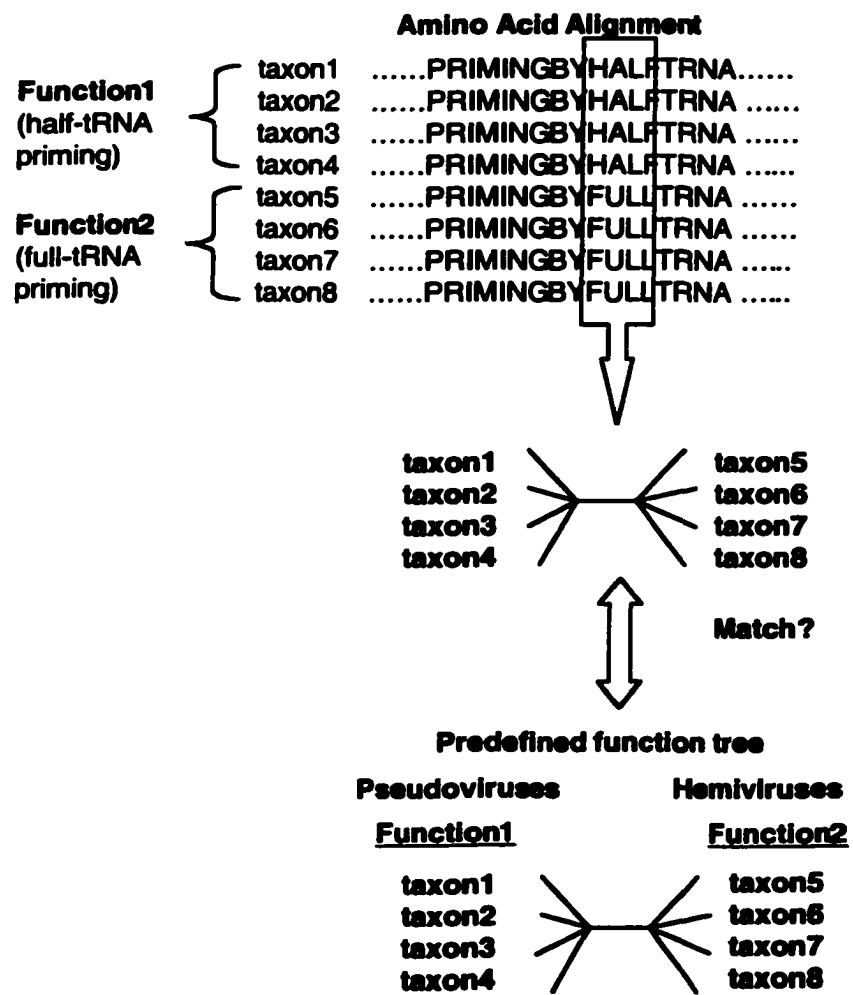 Amino Acid Alignment
Function1
(half-tRNA
priming)
taxon1 ......PRIMINGBYHALFTRNA......
taxon2 ......PRIMINGBYHALFTRNA ......
taxon3 ......PRIMINGBYHALFTRNA......
taxon4 ......PRIMINGBYHALFTRNA ......
Function2
(full-tRNA
priming)
taxon5 ......PRIMINGBYFULLTRNA ......
taxon6 ......PRIMINGBYFULLTRNA ......
taxon7 ......PRIMINGBYFULLTRNA ......
taxon8 ......PRIMINGBYFULLTRNA ......
taxon1 taxon5
taxon2 taxon6
taxon3 taxon7
taxon4 taxon8
Match?
Predefined function tree
Pseudoviruses Hemiviruses
Function1 Function2
taxon1 taxon5
taxon2 taxon6
taxon3 taxon7
taxon4 taxon8